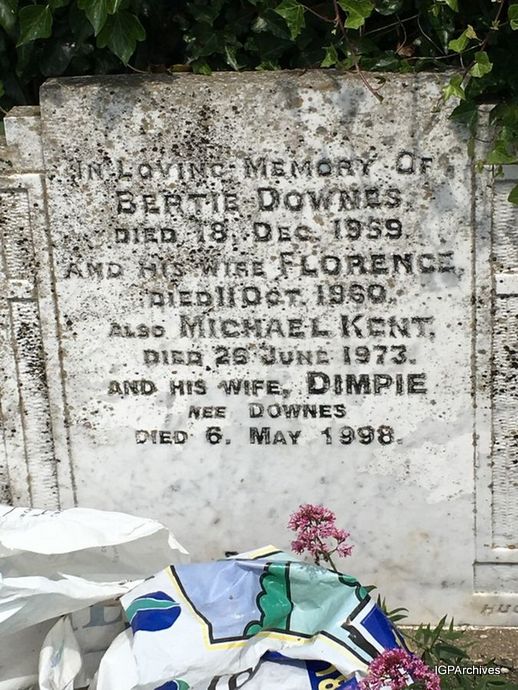 IN LOVING MEMORY OF
BERTIE DOWNES.
DIED 18. DEC. 1959.
AND HIS WIFE FLORENCE,
DIED 11 OCT. 1960.
ALSO MICHAEL KENT.
DIED 26 JUNE 1973.
AND HIS WIFE, DIMPIE
NEE DOWNES
DIED 6. MAY 1998.
IGPArchives